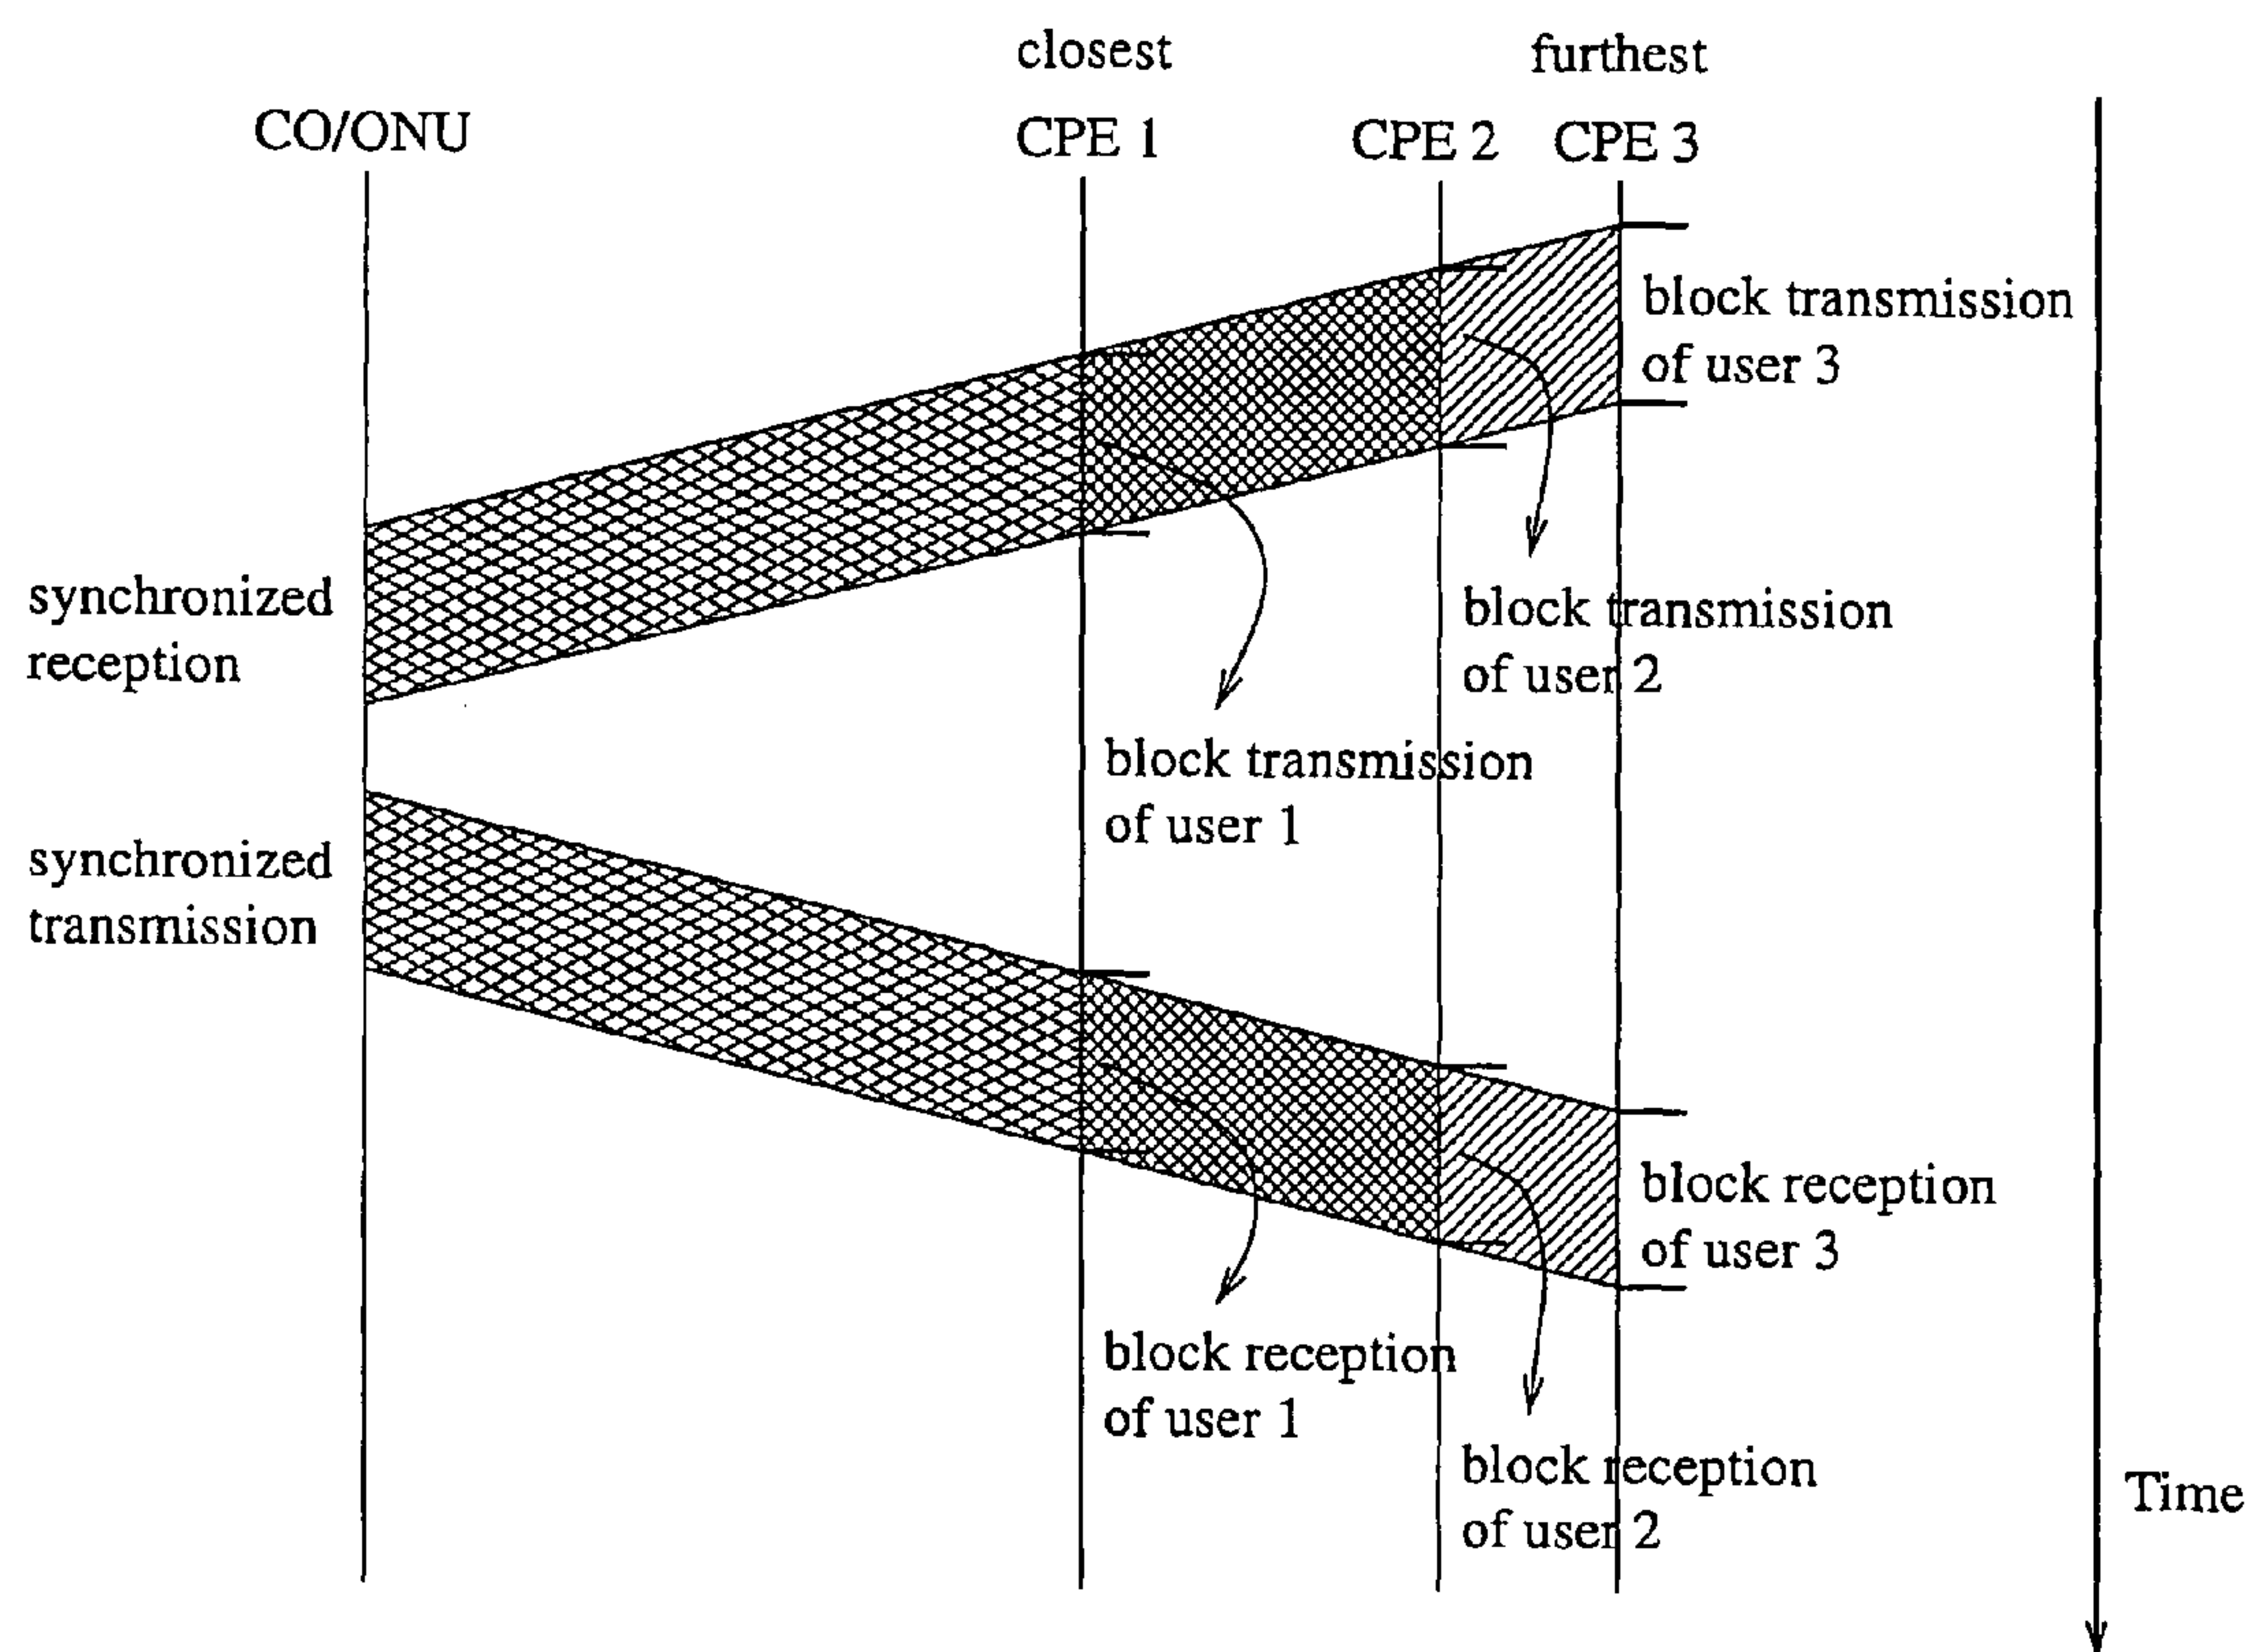 closest
furthest
CO/ONU
CPE 1
CPE 2
CPE 3
block transmission
of user 3
synchronized
reception
block transmission
of user 2
block transmission
of user 1
synchronized
transmission
block reception
of user 3
block reception
of user 1
block reception
of user 2
Time